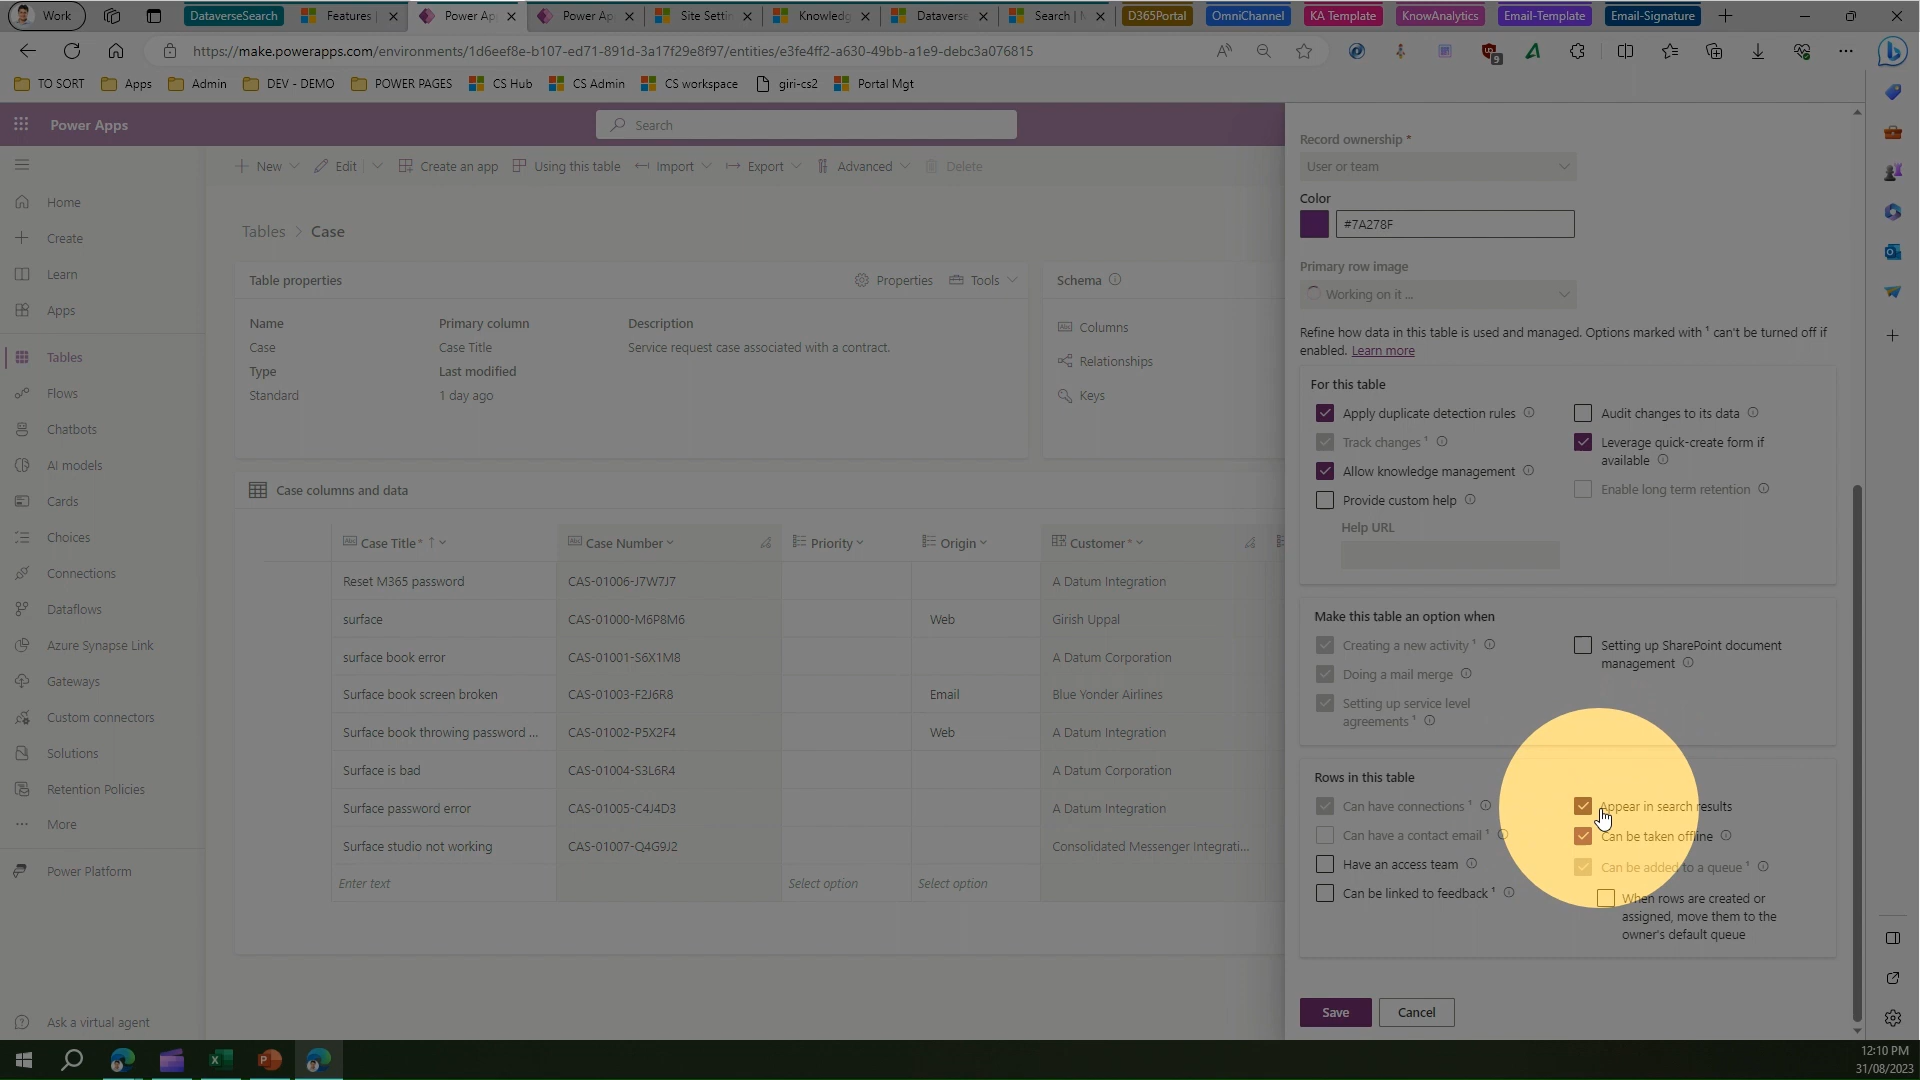 Work
DataverseSearch
Features
Power Ap
Power Ap
Site Settin
Knowledg
Dataverse
Search | M
D365Portal
OmniChannel
KA Template
KnowAnalytics
Email-Template
Email-Signature
https://make.powerapps.com/environments/1d6eef8e-b107-ed71-891d-3a17f29e8f97/entities/e3fe4ff2-a630-49bb-a1e9-debc3a076815
9
TO SORT
Apps
Admin
DEV - DEMO
POWER PAGES
CS Hub
CS Admin
CS workspace
giri-cs2
Portal Mgt
Power Apps
Search
New
Edit
Create an app
Using this table
Import
Export
Advanced
Delete
Home
Create
Learn
Apps
Tables
Flows
Chatbots
AI models
Cards
Choices
Connections
Dataflows
Azure Synapse Link
Gateways
Custom connectors
Solutions
Retention Policies
More
Power Platform
Ask a virtual agent
Tables > Case
Table properties
Properties
Tools
Name
Primary column
Description
Case
Case Title
Service request case associated with a contract.
Type
Last modified
Standard
1 day ago
Schema
Columns
Relationships
Keys
Case columns and data
Case Title *
Case Number
Priority
Origin
Customer *
Reset M365 password CAS-01006-J7W7J7 A Datum Integration
surface CAS-01000-M6P8M6 Web Girish Uppal
surface book error CAS-01001-S6X1M8 A Datum Corporation
Surface book screen broken CAS-01003-F2J6R8 Email Blue Yonder Airlines
Surface book throwing password ... CAS-01002-P5X2F4 Web A Datum Integration
Surface is bad CAS-01004-S3L6R4 A Datum Corporation
Surface password error CAS-01005-C4J4D3 A Datum Integration
Surface studio not working CAS-01007-Q4G9J2 Consolidated Messenger Integrati...
Enter text Select option Select option
Record ownership *
User or team
Color
#7A278F
Primary row image
Working on it ...
Refine how data in this table is used and managed. Options marked with ¹ can't be turned off if
enabled. Learn more
For this table
Apply duplicate detection rules
Track changes ¹
Allow knowledge management
Provide custom help
Help URL
Audit changes to its data
Leverage quick-create form if
available
Enable long term retention
Make this table an option when
Creating a new activity ¹
Doing a mail merge
Setting up service level
agreements ¹
Setting up SharePoint document
management
Rows in this table
Can have connections ¹
Can have a contact email ¹
Have an access team
Can be linked to feedback ¹
Appear in search results
Can be taken offline
Can be added to a queue ¹
When rows are created or
assigned, move them to the
owner's default queue
Save
Cancel
12:10 PM
31/08/2023